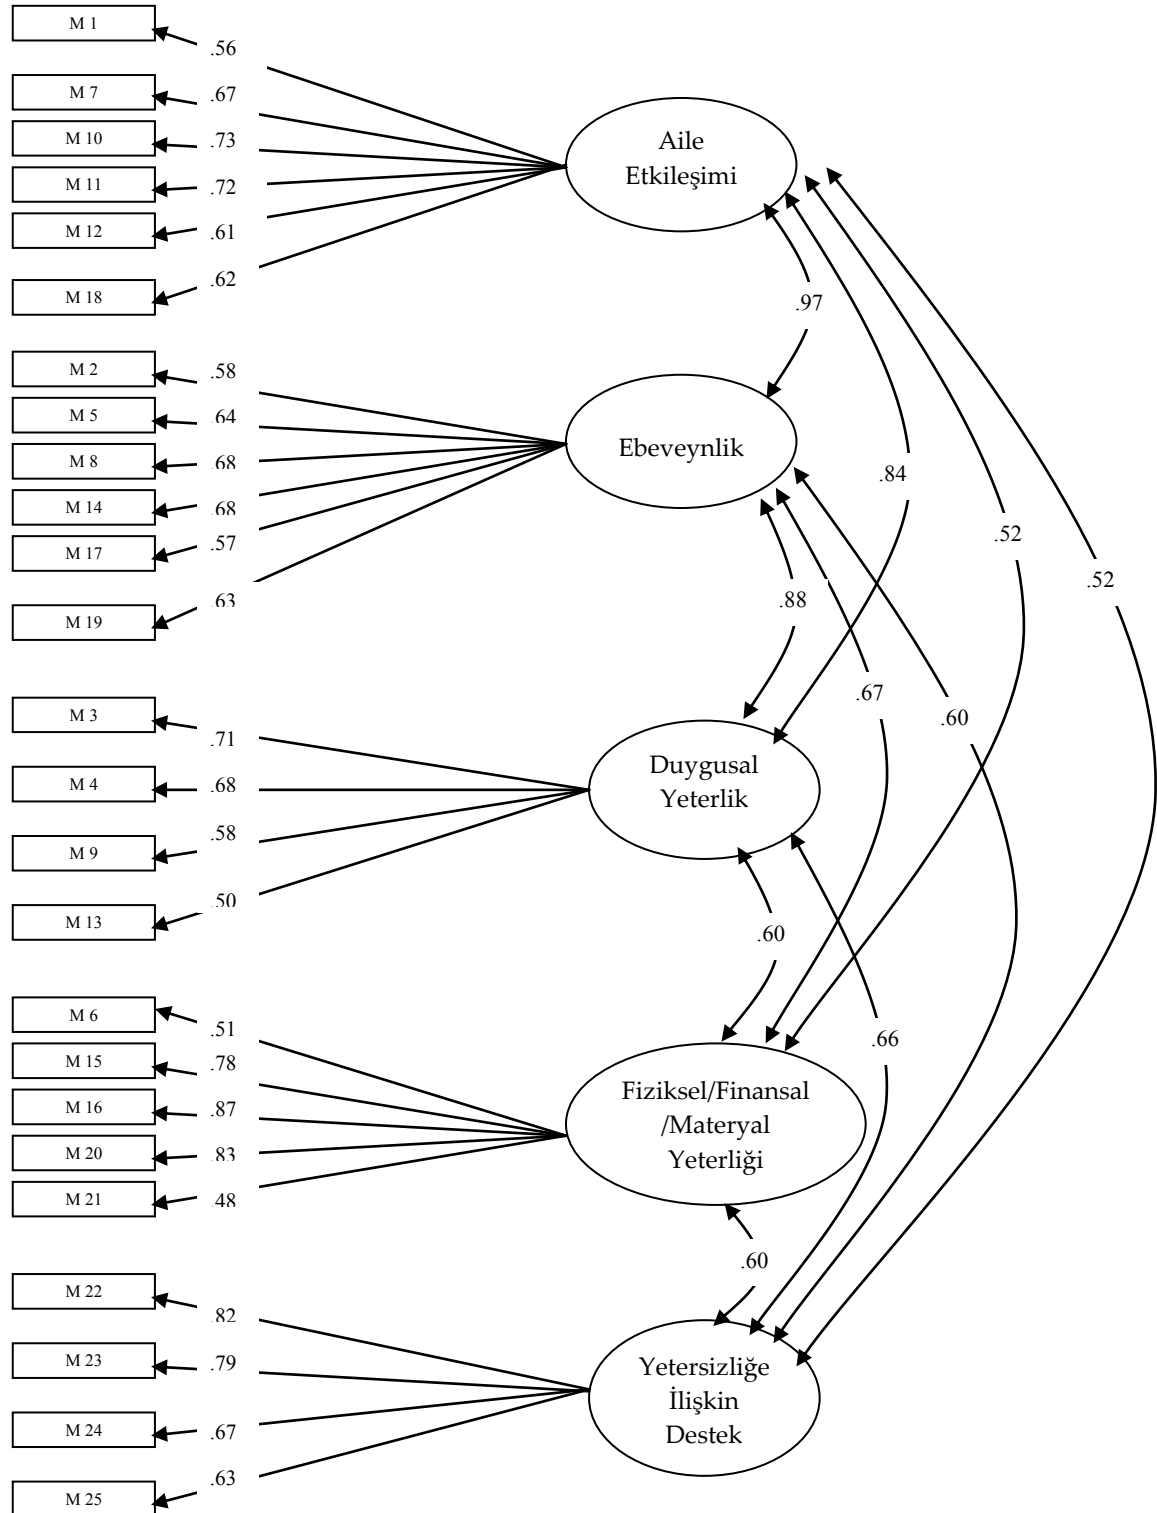 M 1
.56
M 7
.67
M 10
.73
M 11
.72
M 12
.61
M 18
.62
Aile
Etkileşimi
.97
M 2
.58
M 5
.64
M 8
.68
M 14
.68
M 17
.57
M 19
.63
Ebeveynlik
.84
.52
.52
.88
.67
.60
M 3
.71
M 4
.68
M 9
.58
M 13
.50
Duygusal
Yeterlik
.60
.66
M 6
.51
M 15
.78
M 16
.87
M 20
.83
M 21
.48
Fiziksel/Finansal
/Materyal
Yeterliği
.60
M 22
.82
M 23
.79
M 24
.67
M 25
.63
Yetersizliğe
İlişkin
Destek